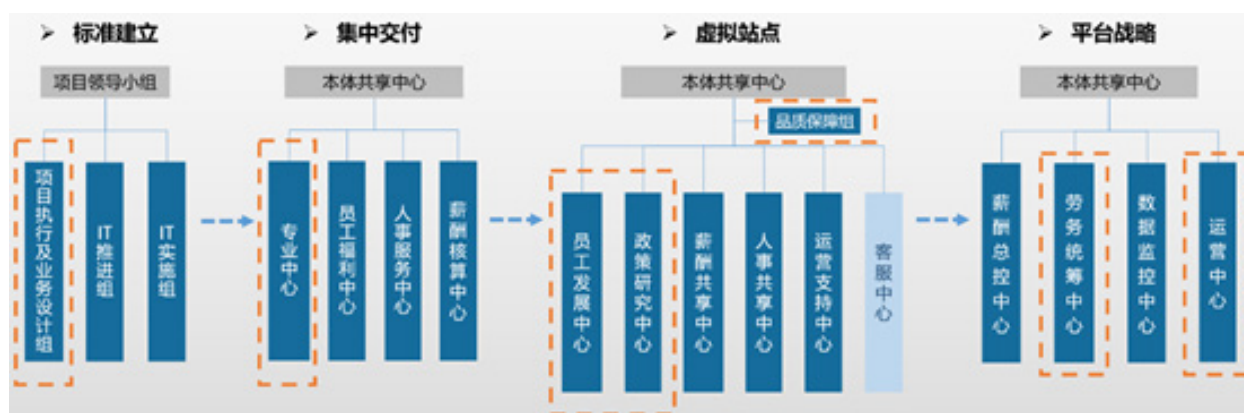 标准建立
项目领导小组
项目执行及业务设计组
IT推进组
IT实施组
集中交付
本体共享中心
专业中心
员工福利中心
人事服务中心
薪酬核算中心
虚拟站点
本体共享中心
品质保障组
员工发展中心
政策研究中心
薪酬共享中心
人事共享中心
运营支持中心
客服中心
平台战略
本体共享中心
薪酬总控中心
劳务统筹中心
数据监控中心
运营中心